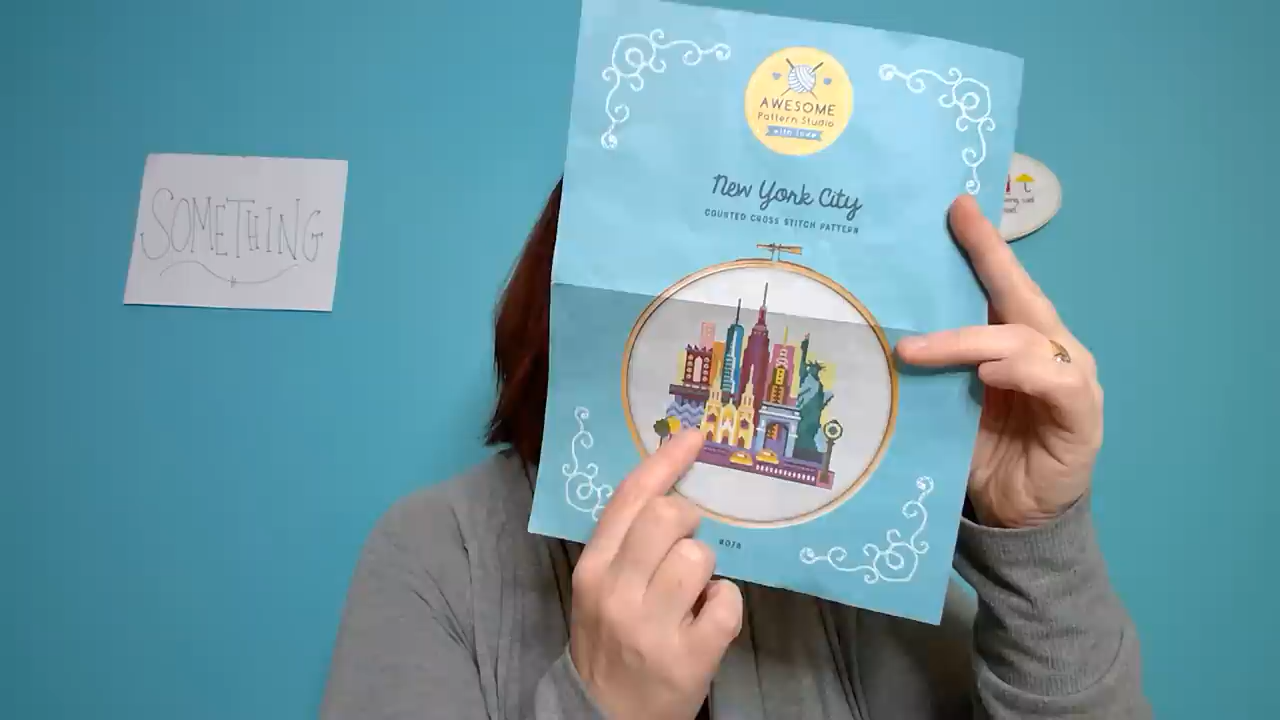 SOMETHING
AWESOME
Pattern Studio
with love
New York City
COUNTED CROSS STITCH PATTERN